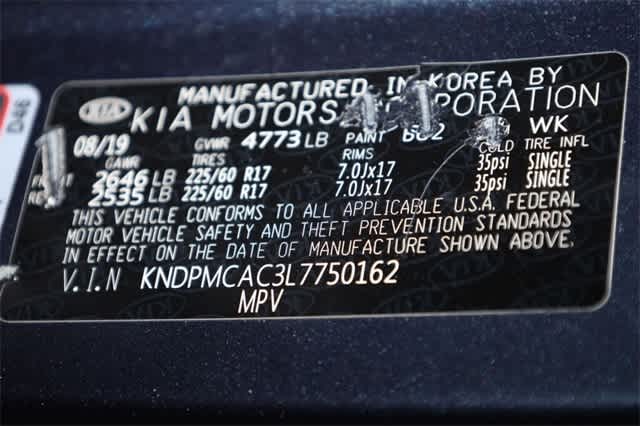 MANUFACTURED IN KOREA BY
KIA KIA MOTORS CORPORATION
08/19 GVWR 4773 LB PAINT WK
GAWR TIRES RIMS COLD TIRE INFL
2646 LB 225/60 R17 7.0Jx17 35psi SINGLE
2535 LB 225/60 R17 7.0Jx17 35psi SINGLE
THIS VEHICLE CONFORMS TO ALL APPLICABLE U.S.A. FEDERAL
MOTOR VEHICLE SAFETY AND THEFT PREVENTION STANDARDS
IN EFFECT ON THE DATE OF MANUFACTURE SHOWN ABOVE.
V.I.N KNDPMCAC3L7750162
MPV